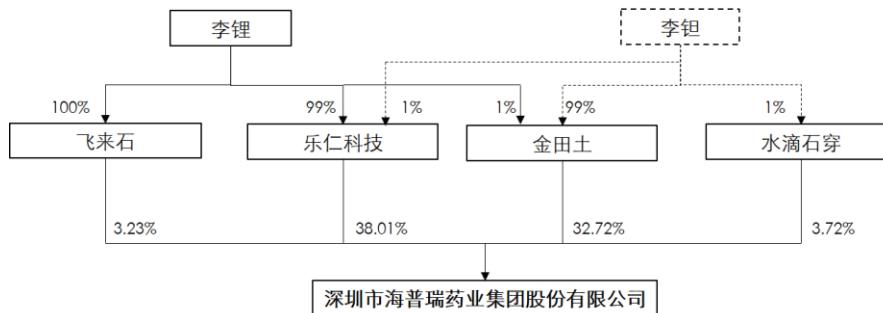 李锂
李钽
100%
99%
1%
1%
99%
1%
飞来石
乐仁科技
金田土
水滴石穿
3.23%
38.01%
32.72%
3.72%
深圳市海普瑞药业集团股份有限公司